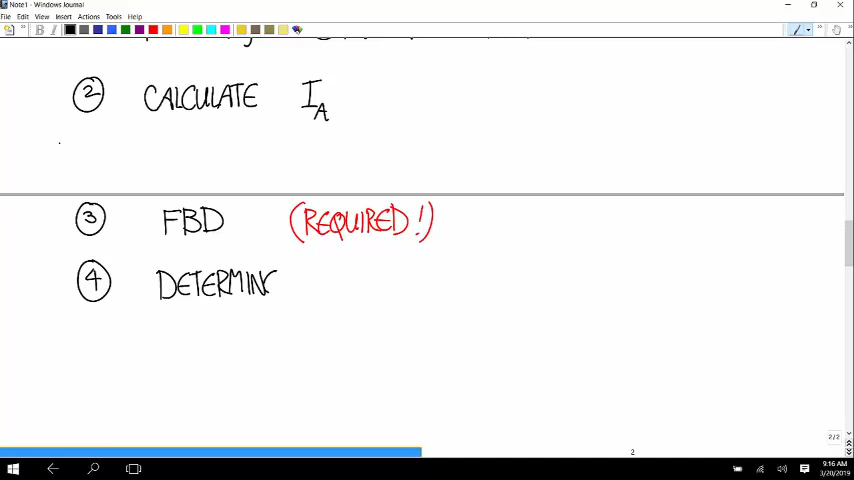 Note1 - Windows Journal
File Edit View Insert Actions Tools Help
B I
2 CALCULATE I_A
3 FBD (REQUIRED!)
4 DETERMIN
2/2
2
9:16 AM
3/20/2019